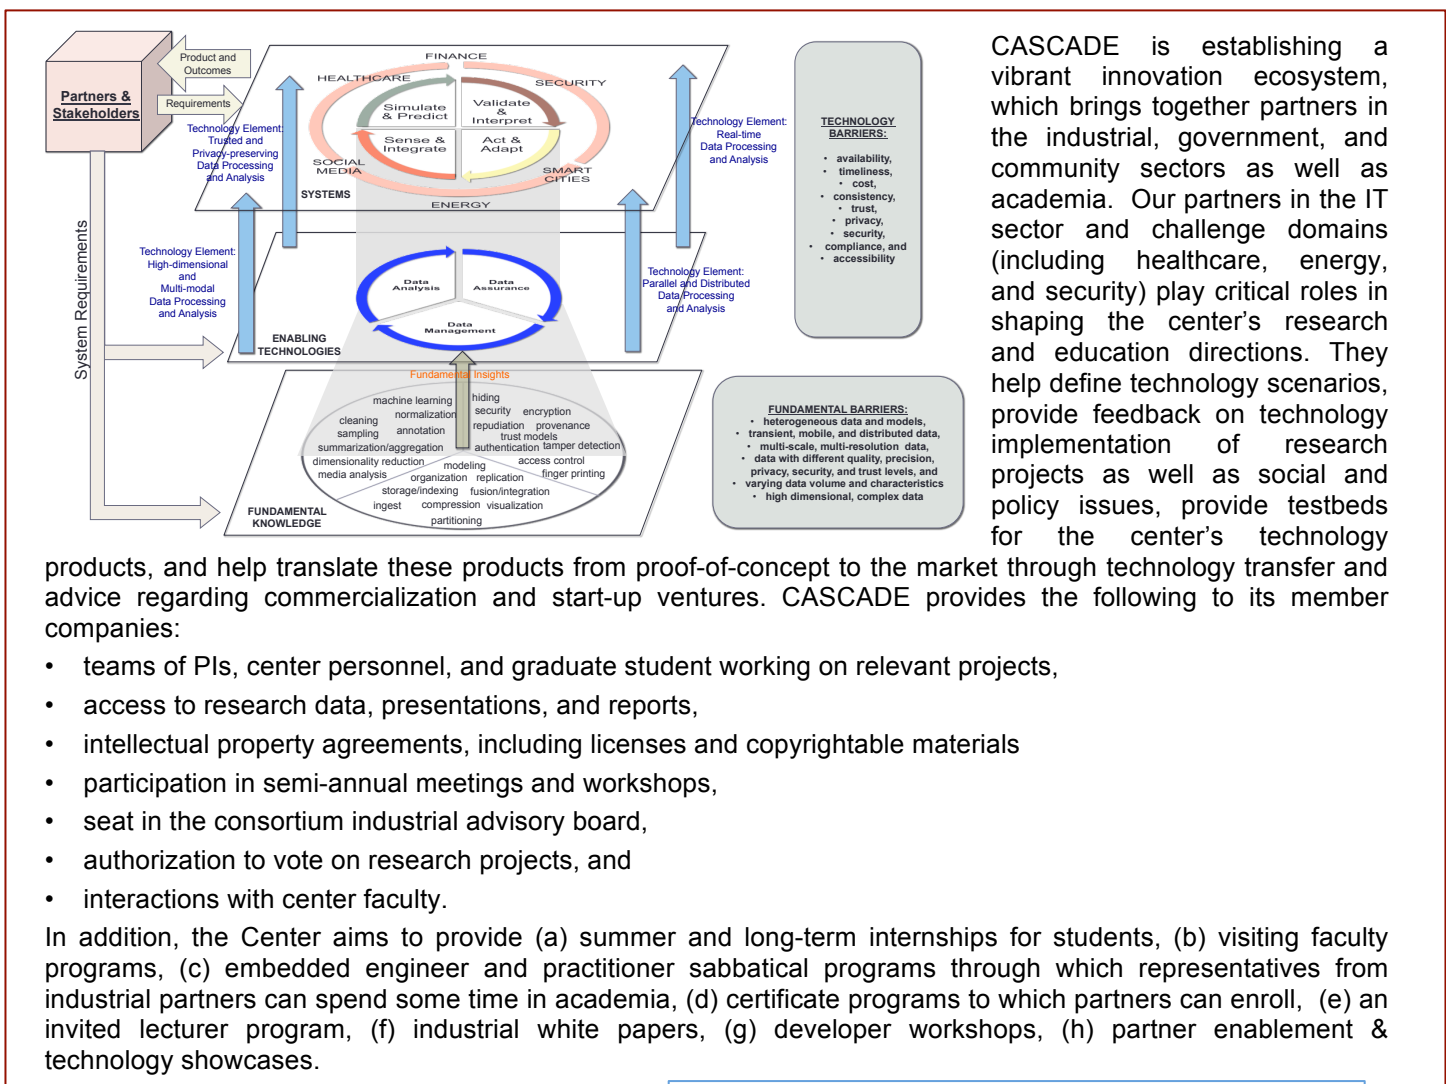 Partners &
Stakeholders
Product and
Outcomes
Requirements
System Requirements
FINANCE
HEALTHCARE
SECURITY
Simulate
& Predict
Validate
&
Interpret
Sense &
Integrate
Act &
Adapt
SOCIAL
MEDIA
SMART
CITIES
ENERGY
SYSTEMS
Technology Element:
Trusted and
Privacy-preserving
Data Processing
and Analysis
Technology Element:
Real-time
Data Processing
and Analysis
Technology Element:
High-dimensional
and
Multi-modal
Data Processing
and Analysis
Technology Element:
Parallel and Distributed
Data Processing
and Analysis
Data
Analysis
Data
Assurance
Data
Management
ENABLING
TECHNOLOGIES
Fundamental Insights
machine learning
hiding
normalization
security
encryption
cleaning
sampling
annotation
repudiation
provenance
trust models
summarization/aggregation
authentication
tamper detection
dimensionality reduction
media analysis
modeling
access control
organization
replication
finger printing
storage/indexing
fusion/integration
ingest
compression
visualization
partitioning
FUNDAMENTAL
KNOWLEDGE
TECHNOLOGY
BARRIERS:
• availability,
• timeliness,
• cost,
• consistency,
• trust,
• privacy,
• security,
• compliance, and
• accessibility
FUNDAMENTAL BARRIERS:
• heterogeneous data and models,
• transient, mobile, and distributed data,
• multi-scale, multi-resolution data,
• data with different quality, precision,
privacy, security, and trust levels, and
• varying data volume and characteristics
• high dimensional, complex data
CASCADE is establishing a
vibrant innovation ecosystem,
which brings together partners in
the industrial, government, and
community sectors as well as
academia. Our partners in the IT
sector and challenge domains
(including healthcare, energy,
and security) play critical roles in
shaping the center's research
and education directions. They
help define technology scenarios,
provide feedback on technology
implementation of research
projects as well as social and
policy issues, provide testbeds
for the center's technology
products, and help translate these products from proof-of-concept to the market through technology transfer and
advice regarding commercialization and start-up ventures. CASCADE provides the following to its member
companies:
• teams of PIs, center personnel, and graduate student working on relevant projects,
• access to research data, presentations, and reports,
• intellectual property agreements, including licenses and copyrightable materials
• participation in semi-annual meetings and workshops,
• seat in the consortium industrial advisory board,
• authorization to vote on research projects, and
• interactions with center faculty.
In addition, the Center aims to provide (a) summer and long-term internships for students, (b) visiting faculty
programs, (c) embedded engineer and practitioner sabbatical programs through which representatives from
industrial partners can spend some time in academia, (d) certificate programs to which partners can enroll, (e) an
invited lecturer program, (f) industrial white papers, (g) developer workshops, (h) partner enablement &
technology showcases.